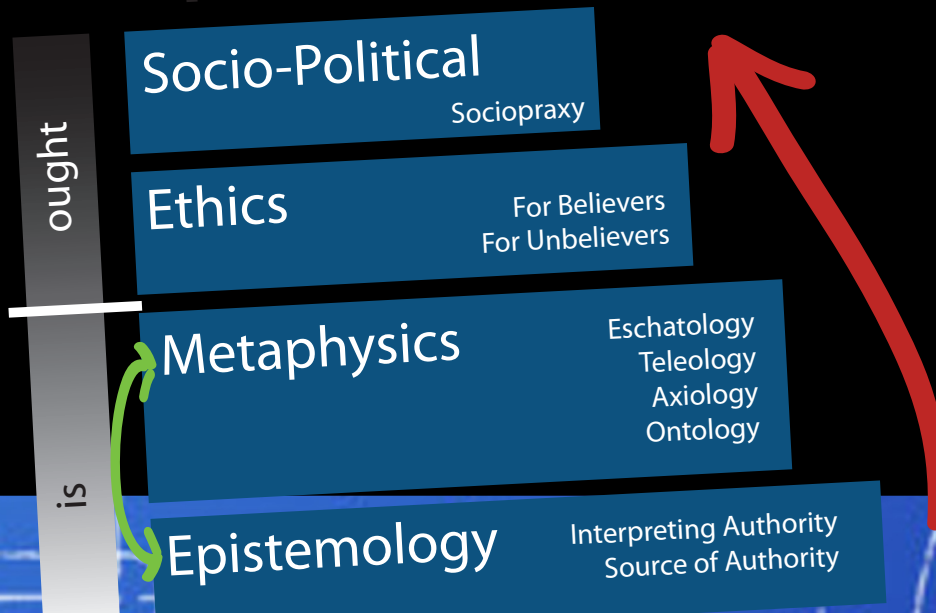 Socio-Political
Sociopraxy
ought
Ethics
For Believers
For Unbelievers
Metaphysics
Eschatology
Teleology
Axiology
Ontology
is
Epistemology
Interpreting Authority
Source of Authority